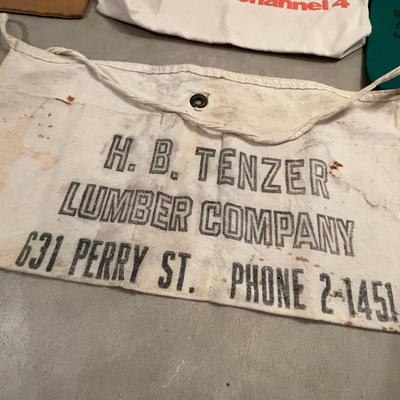 channel 4
H. B. TENZER
LUMBER COMPANY
631 PERRY ST. PHONE 2-1451